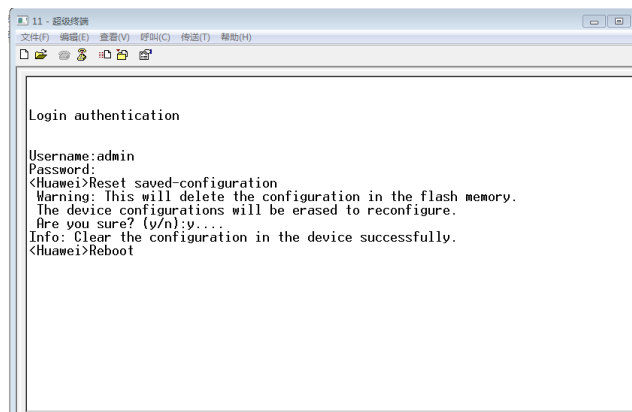 11 - 超级终端
文件(F) 编辑(E) 查看(V) 呼叫(C) 传送(T) 帮助(H)
Login authentication
Username:admin
Password:
<Huawei>Reset saved-configuration
Warning: This will delete the configuration in the flash memory.
The device configurations will be erased to reconfigure.
Are you sure? (y/n):y....
Info: Clear the configuration in the device successfully.
<Huawei>Reboot